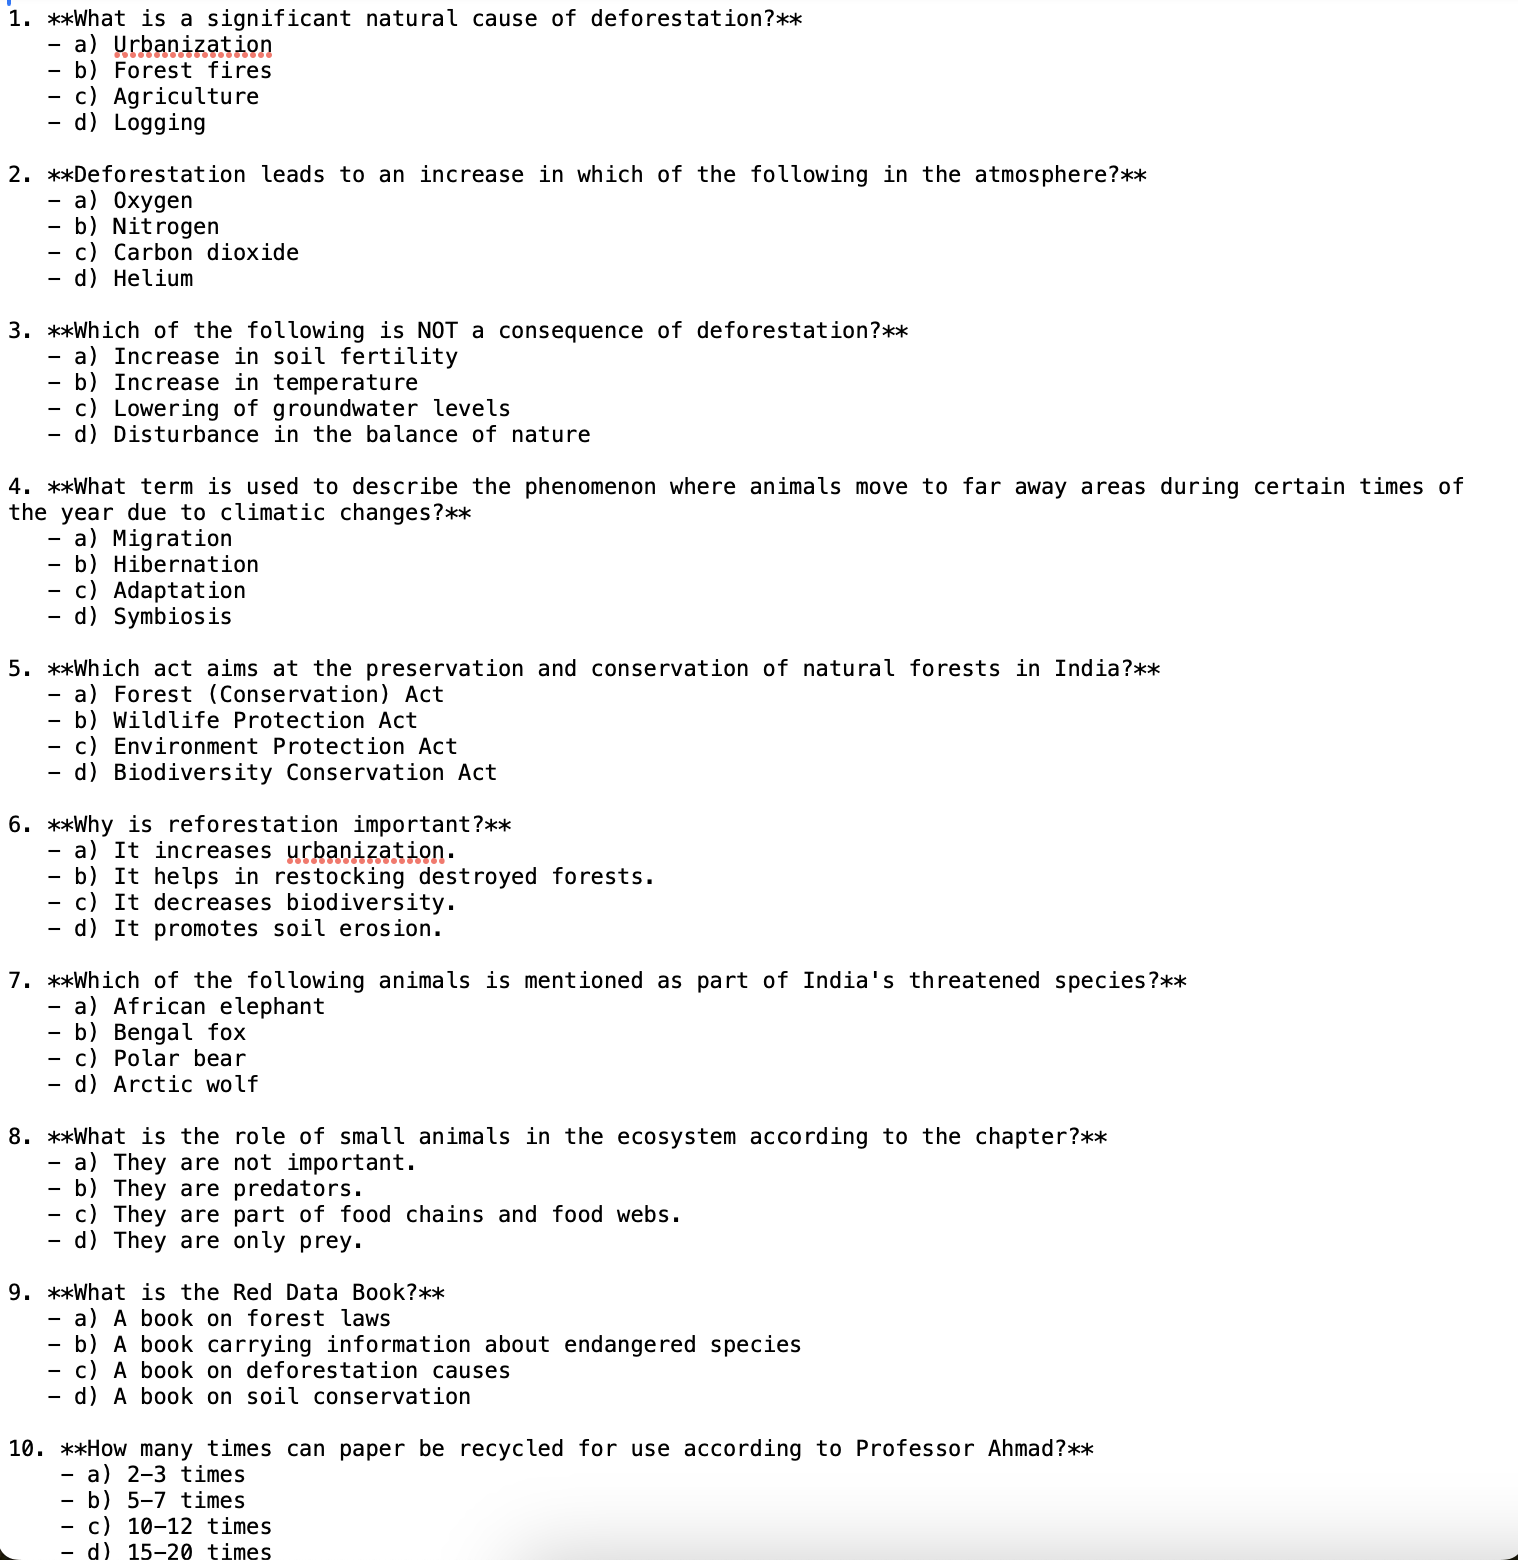 1. **What is a significant natural cause of deforestation?**
– a) Urbanization
– b) Forest fires
– c) Agriculture
– d) Logging
2. **Deforestation leads to an increase in which of the following in the atmosphere?**
– a) Oxygen
– b) Nitrogen
– c) Carbon dioxide
– d) Helium
3. **Which of the following is NOT a consequence of deforestation?**
– a) Increase in soil fertility
– b) Increase in temperature
– c) Lowering of groundwater levels
– d) Disturbance in the balance of nature
4. **What term is used to describe the phenomenon where animals move to far away areas during certain times of
the year due to climatic changes?**
– a) Migration
– b) Hibernation
– c) Adaptation
– d) Symbiosis
5. **Which act aims at the preservation and conservation of natural forests in India?**
– a) Forest (Conservation) Act
– b) Wildlife Protection Act
– c) Environment Protection Act
– d) Biodiversity Conservation Act
6. **Why is reforestation important?**
– a) It increases urbanization.
– b) It helps in restocking destroyed forests.
– c) It decreases biodiversity.
– d) It promotes soil erosion.
7. **Which of the following animals is mentioned as part of India's threatened species?**
– a) African elephant
– b) Bengal fox
– c) Polar bear
– d) Arctic wolf
8. **What is the role of small animals in the ecosystem according to the chapter?**
– a) They are not important.
– b) They are predators.
– c) They are part of food chains and food webs.
– d) They are only prey.
9. **What is the Red Data Book?**
– a) A book on forest laws
– b) A book carrying information about endangered species
– c) A book on deforestation causes
– d) A book on soil conservation
10. **How many times can paper be recycled for use according to Professor Ahmad?**
– a) 2–3 times
– b) 5–7 times
– c) 10–12 times
– d) 15–20 times